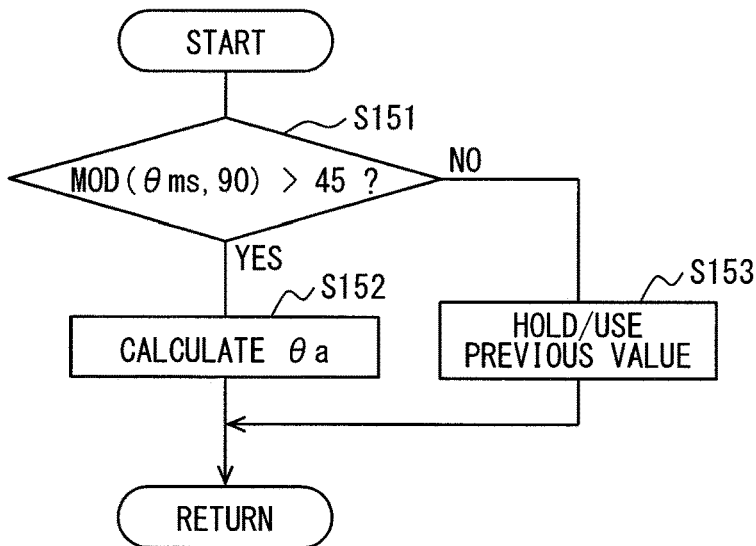 START
S151
MOD(θms,90) > 45 ?
NO
YES
S152
S153
CALCULATE θa
HOLD/USE
PREVIOUS VALUE
RETURN